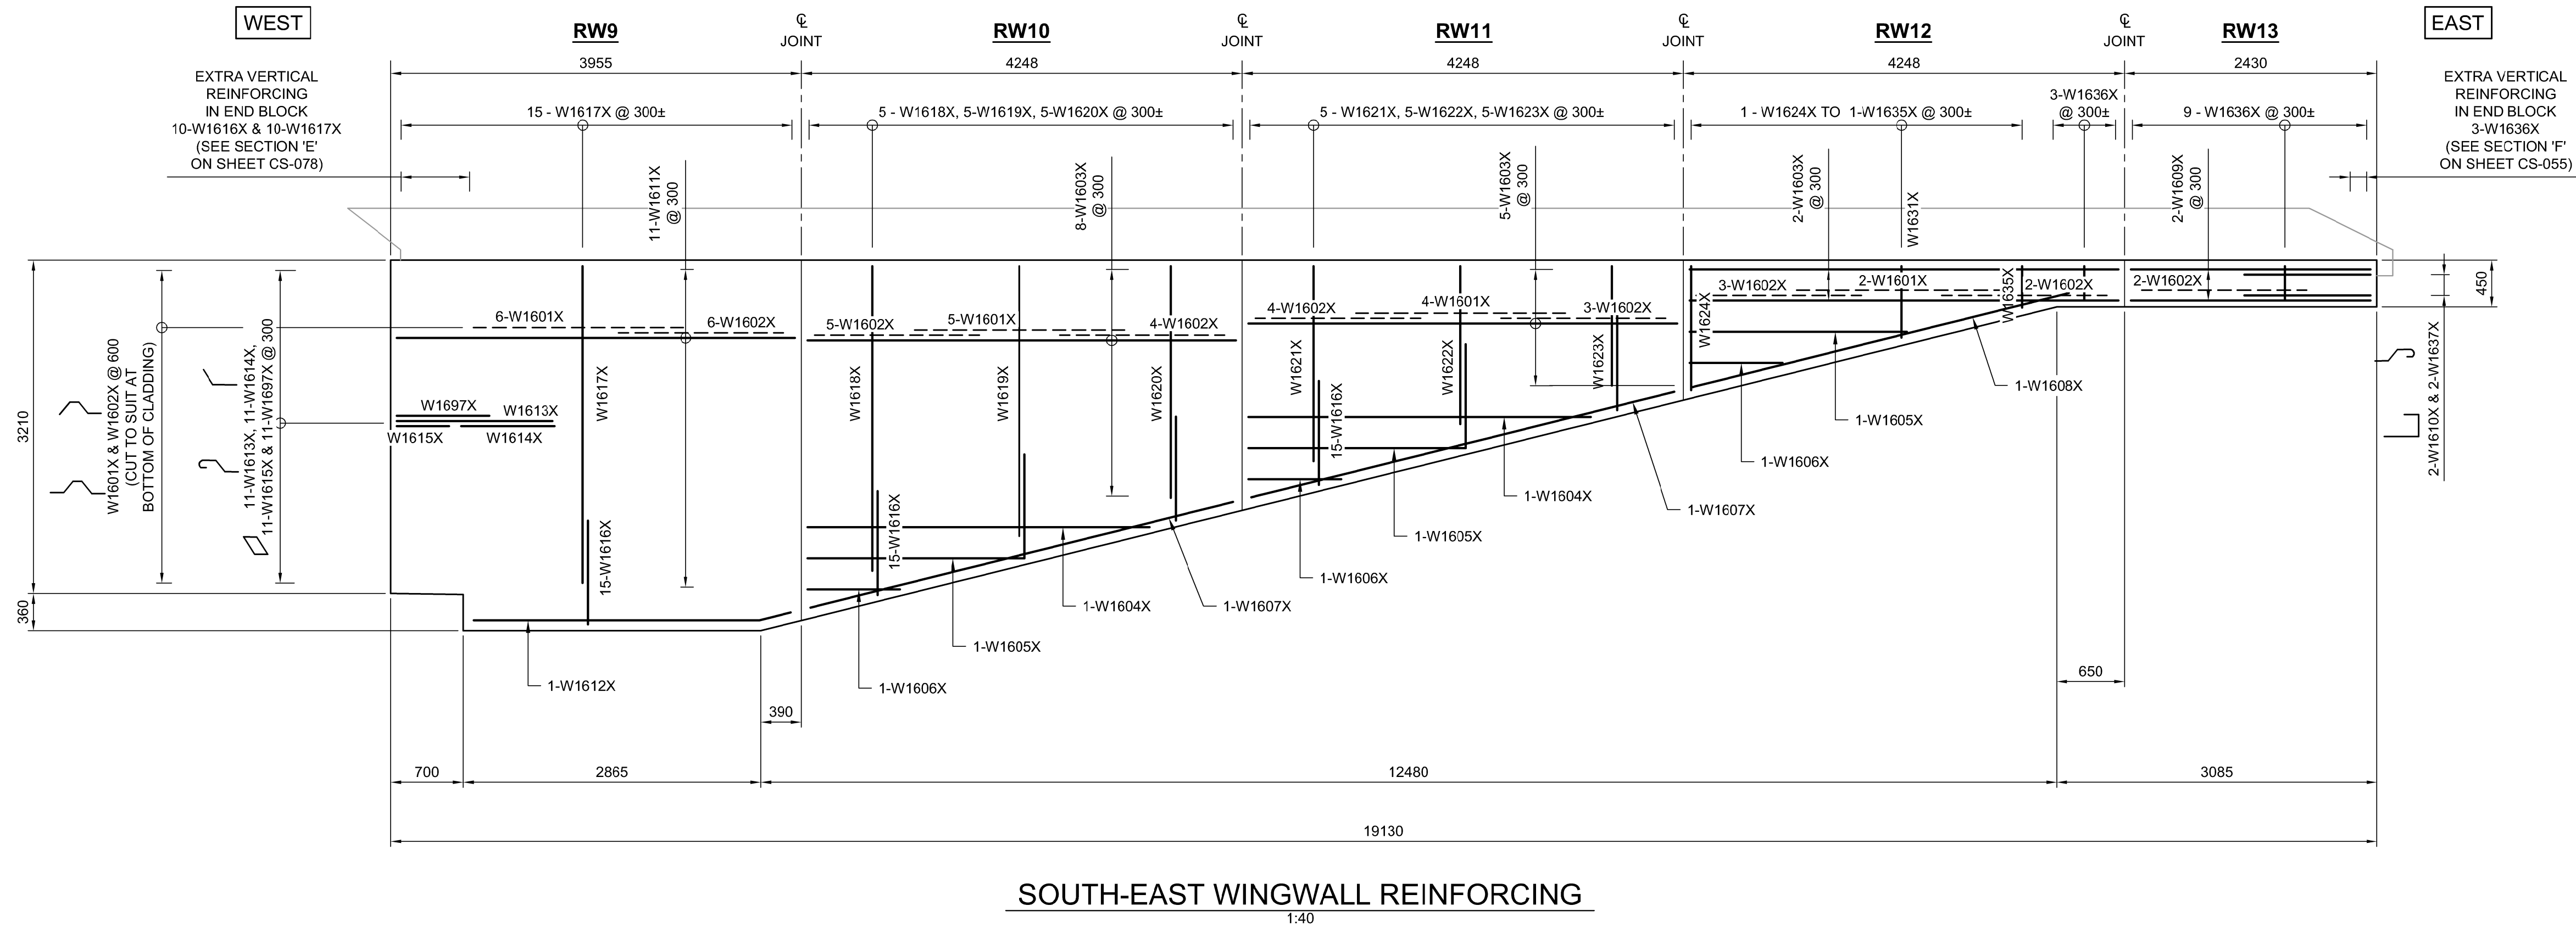 WEST
RW9
℄
JOINT
RW10
℄
JOINT
RW11
℄
JOINT
RW12
℄
JOINT
RW13
EAST
3955
4248
4248
4248
2430
EXTRA VERTICAL
REINFORCING
IN END BLOCK
10-W1616X & 10-W1617X
(SEE SECTION 'E'
ON SHEET CS-078)
15 - W1617X @ 300±
5 - W1618X, 5-W1619X, 5-W1620X @ 300±
5 - W1621X, 5-W1622X, 5-W1623X @ 300±
1 - W1624X TO 1-W1635X @ 300±
3-W1636X
@ 300±
9 - W1636X @ 300±
EXTRA VERTICAL
REINFORCING
IN END BLOCK
3-W1636X
(SEE SECTION 'F'
ON SHEET CS-055)
11-W1611X
@ 300
8-W1603X
@ 300
5-W1603X
@ 300
2-W1603X
@ 300
W1631X
2-W1609X
@ 300
3210
360
W1601X & W1602X @ 600
(CUT TO SUIT AT
BOTTOM OF CLADDING)
11-W1613X, 11-W1614X,
11-W1615X & 11-W1697X @ 300
6-W1601X
6-W1602X
W1617X
W1697X
W1613X
W1615X
W1614X
15-W1616X
1-W1612X
5-W1602X
5-W1601X
4-W1602X
W1618X
W1619X
W1620X
15-W1616X
1-W1604X
1-W1607X
1-W1605X
1-W1606X
4-W1602X
4-W1601X
3-W1602X
W1621X
W1622X
W1623X
15-W1616X
1-W1604X
1-W1607X
1-W1605X
1-W1606X
3-W1602X
2-W1601X
2-W1602X
W1624X
W1635X
1-W1608X
1-W1605X
1-W1606X
2-W1602X
450
2-W1610X & 2-W1637X
390
650
700
2865
12480
3085
19130
SOUTH-EAST WINGWALL REINFORCING
1:40